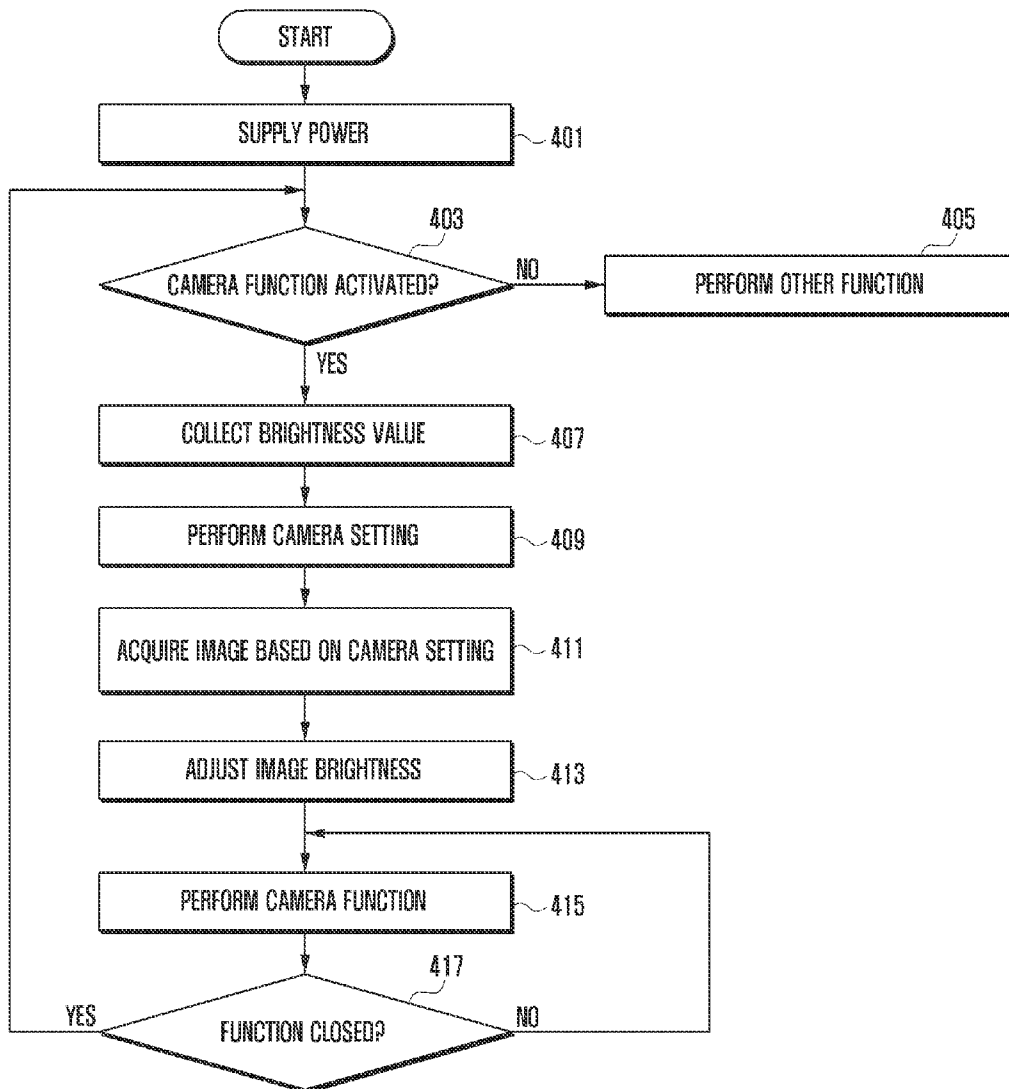 START
SUPPLY POWER
401
403
CAMERA FUNCTION ACTIVATED?
NO
405
PERFORM OTHER FUNCTION
YES
COLLECT BRIGHTNESS VALUE
407
PERFORM CAMERA SETTING
409
ACQUIRE IMAGE BASED ON CAMERA SETTING
411
ADJUST IMAGE BRIGHTNESS
413
PERFORM CAMERA FUNCTION
415
417
YES
FUNCTION CLOSED?
NO